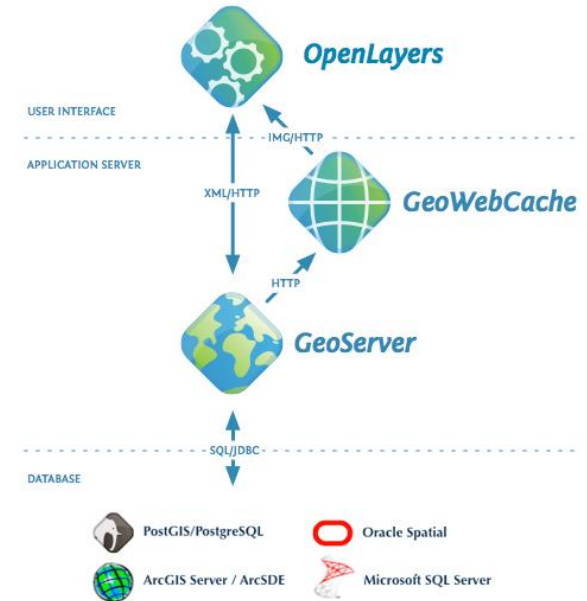 OpenLayers
USER INTERFACE
IMG/HTTP
APPLICATION SERVER
XML/HTTP
GeoWebCache
HTTP
GeoServer
SQL/JDBC
DATABASE
PostGIS/PostgreSQL
Oracle Spatial
ArcGIS Server / ArcSDE
Microsoft SQL Server